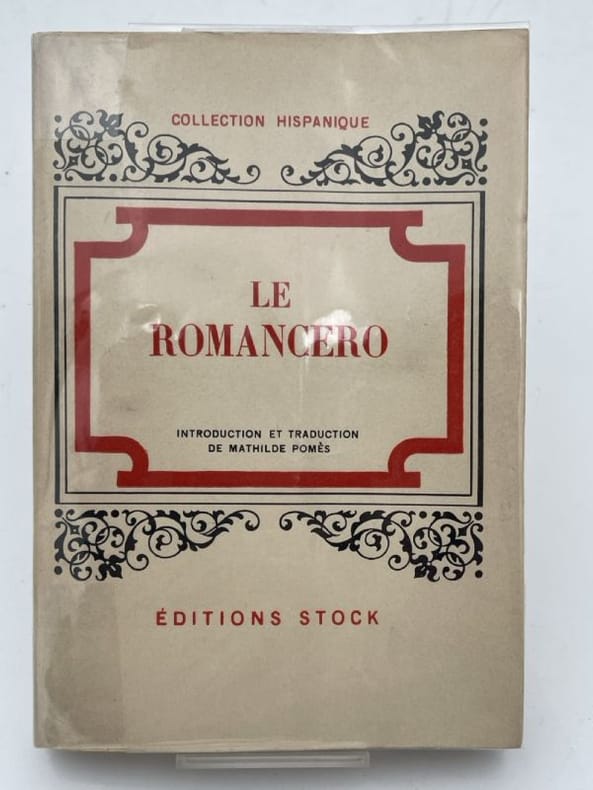 COLLECTION HISPANIQUE
LE
ROMANCERO
INTRODUCTION ET TRADUCTION
DE MATHILDE POMÈS
ÉDITIONS STOCK